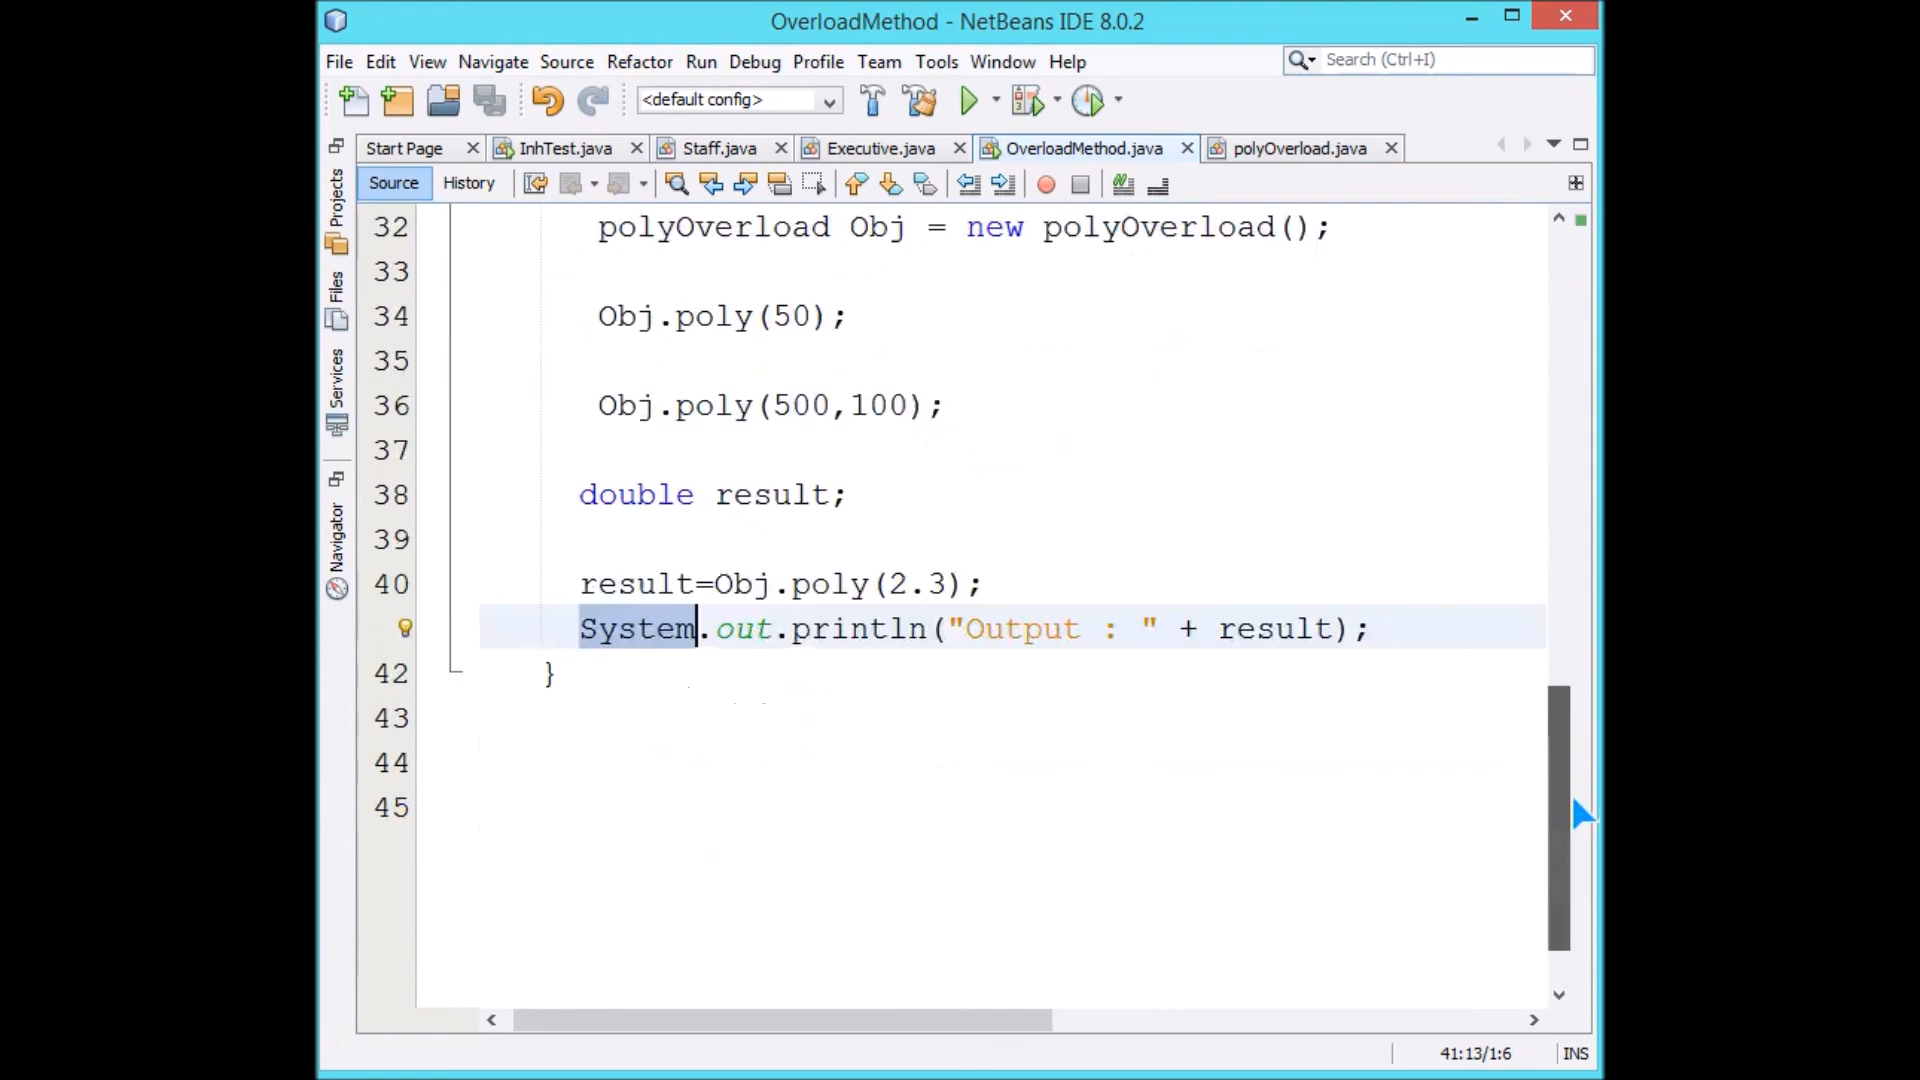 OverloadMethod - NetBeans IDE 8.0.2
File Edit View Navigate Source Refactor Run Debug Profile Team Tools Window Help
Search (Ctrl+I)
<default config>
Start Page InhTest.java Staff.java Executive.java OverloadMethod.java polyOverload.java
Source History
Projects
Files
Services
Navigator
32 polyOverload Obj = new polyOverload();
33
34 Obj.poly(50);
35
36 Obj.poly(500,100);
37
38 double result;
39
40 result=Obj.poly(2.3);
System.out.println("Output : " + result);
42 }
43
44
45
41:13/1:6 INS